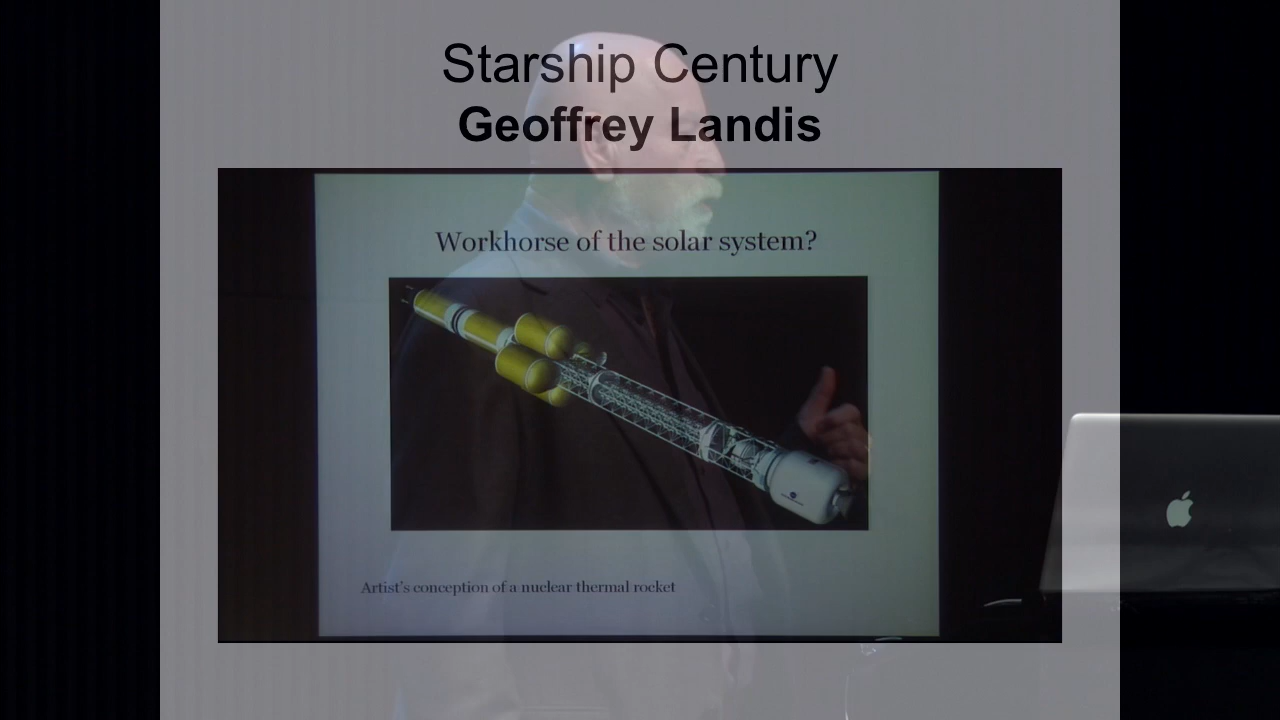 Starship Century
Geoffrey Landis
Workhorse of the solar system?
Artist's conception of a nuclear thermal rocket